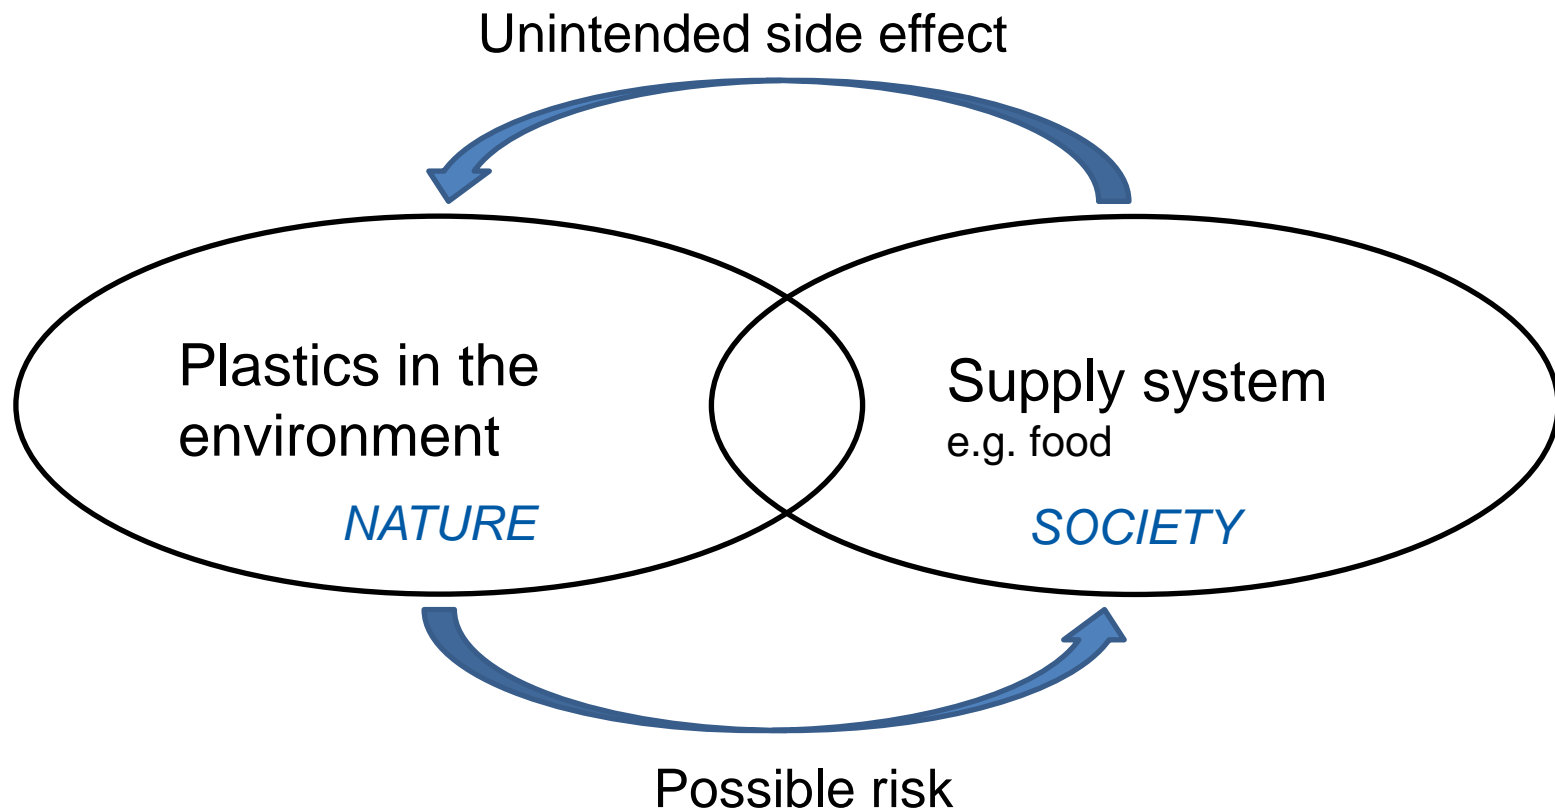 Unintended side effect
Plastics in the
environment
NATURE
Supply system
e.g. food
SOCIETY
Possible risk